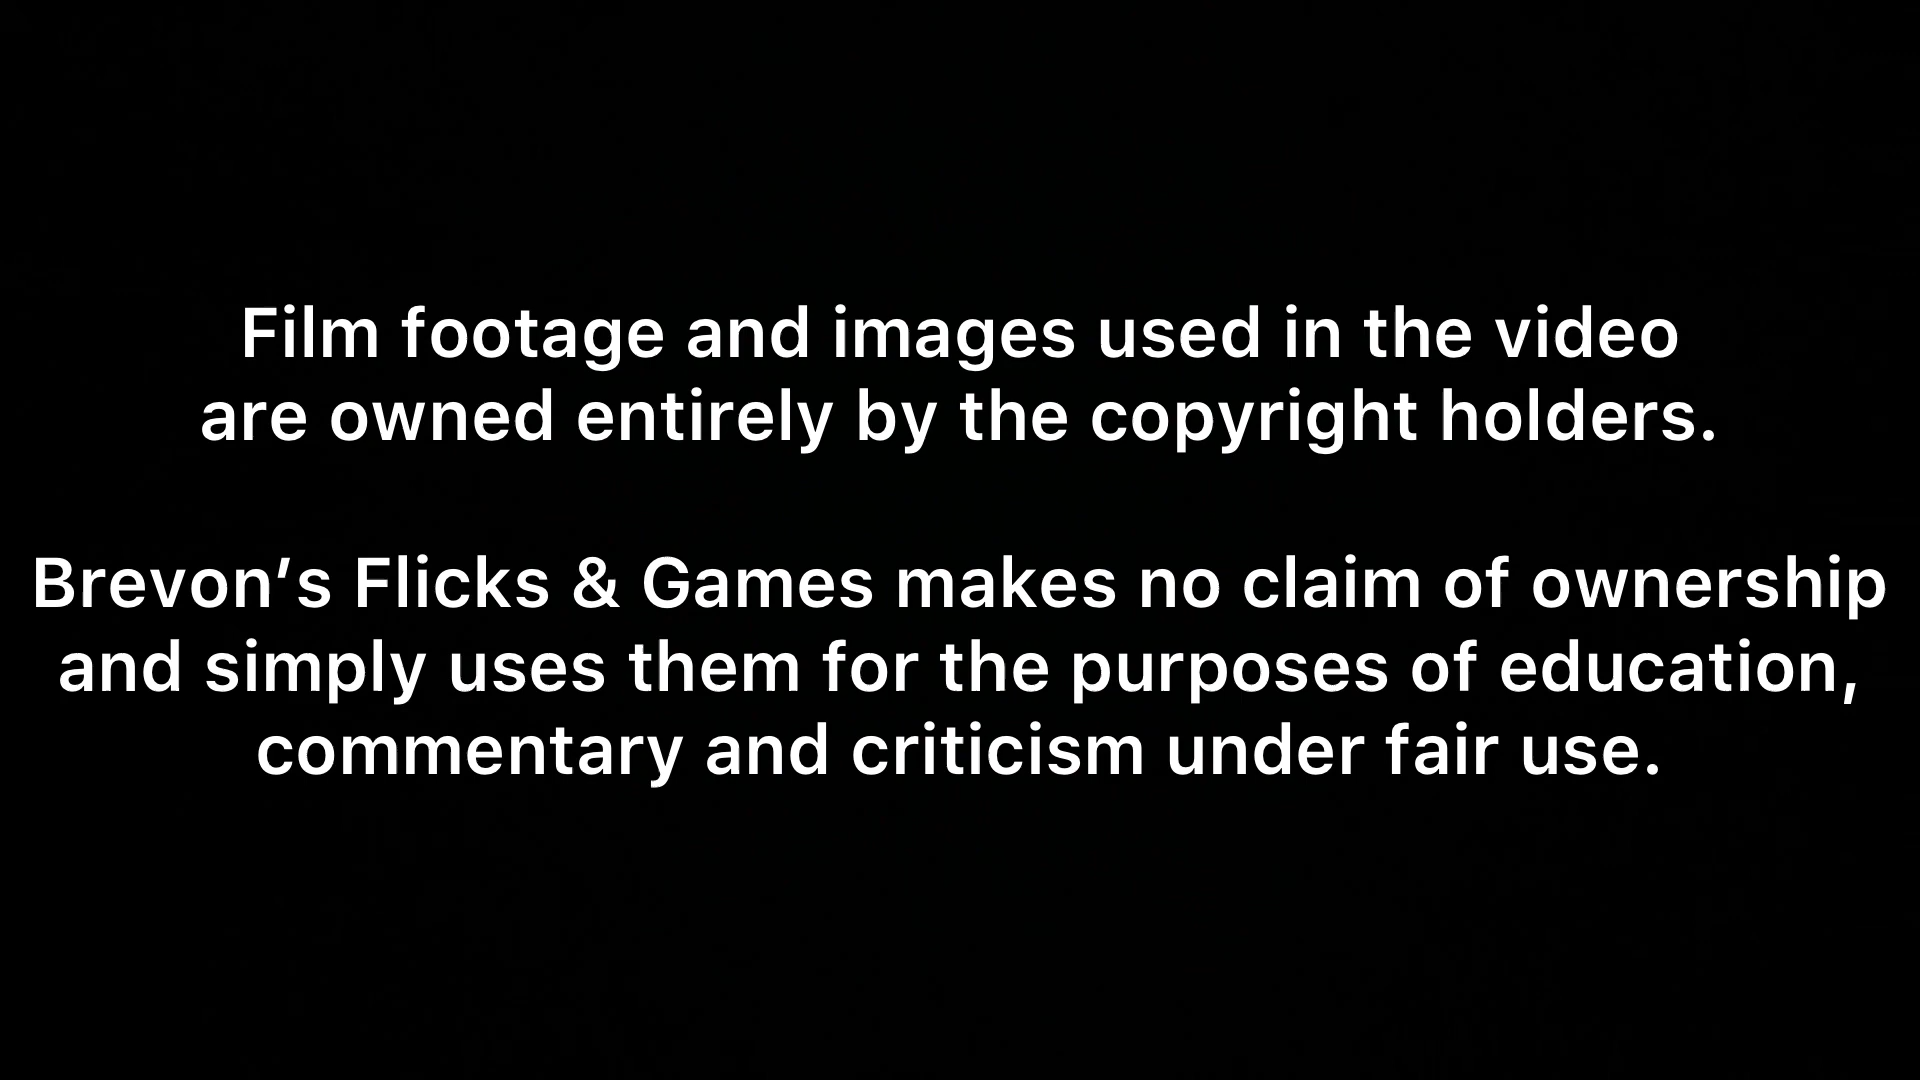 Film footage and images used in the video
are owned entirely by the copyright holders.
Brevon’s Flicks & Games makes no claim of ownership
and simply uses them for the purposes of education,
commentary and criticism under fair use.